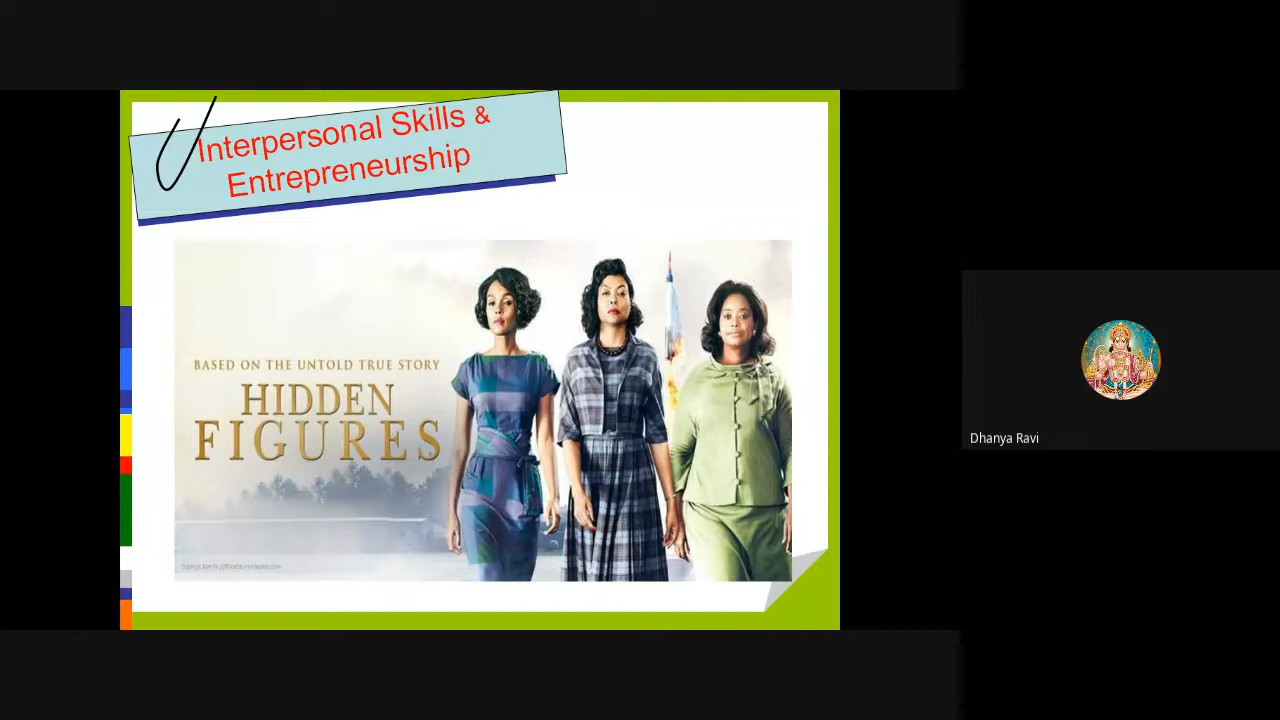 Interpersonal Skills &
Entrepreneurship
BASED ON THE UNTOLD TRUE STORY
HIDDEN
FIGURES
Dhanya Ravi